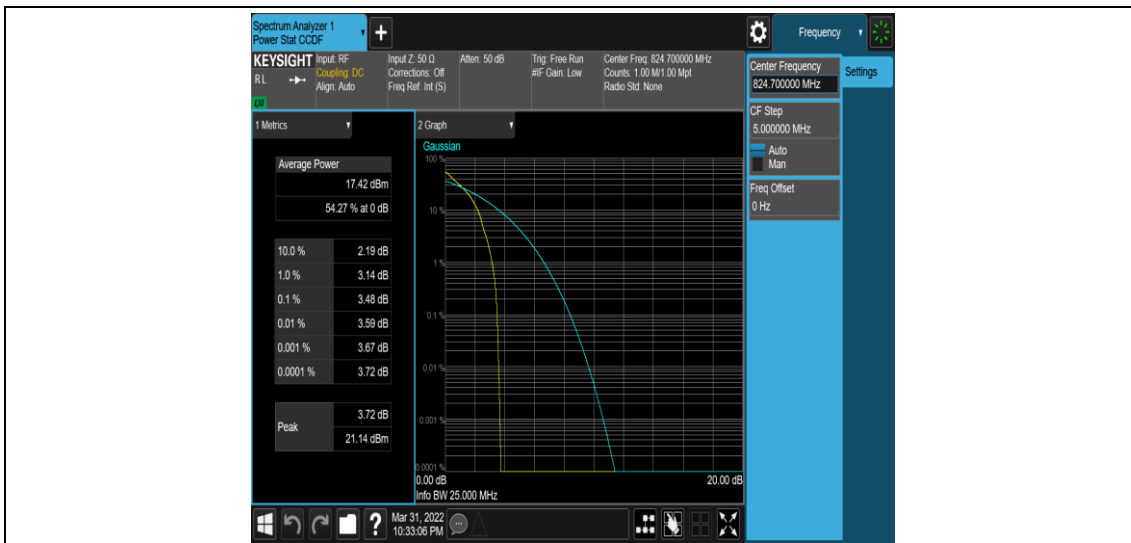 Spectrum Analyzer 1
Power Stat CCDF
+
Frequency
KEYSIGHT
RL
LXI
Input: RF
Coupling: DC
Align: Auto
Input Z: 50 Ω
Corrections: Off
Freq Ref: Int (S)
Atten: 50 dB
Trig: Free Run
#IF Gain: Low
Center Freq: 824.700000 MHz
Counts: 1.00 M/1.00 Mpt
Radio Std: None
Center Frequency
824.700000 MHz
Settings
CF Step
5.000000 MHz
Auto
Man
Freq Offset
0 Hz
1 Metrics
Average Power
17.42 dBm
54.27 % at 0 dB
10.0 % 2.19 dB
1.0 % 3.14 dB
0.1 % 3.48 dB
0.01 % 3.59 dB
0.001 % 3.67 dB
0.0001 % 3.72 dB
Peak
3.72 dB
21.14 dBm
2 Graph
Gaussian
100 %
10 %
1 %
0.1 %
0.01 %
0.001 %
0.0001 %
0.00 dB 20.00 dB
Info BW 25.000 MHz
?
Mar 31, 2022
10:33:06 PM